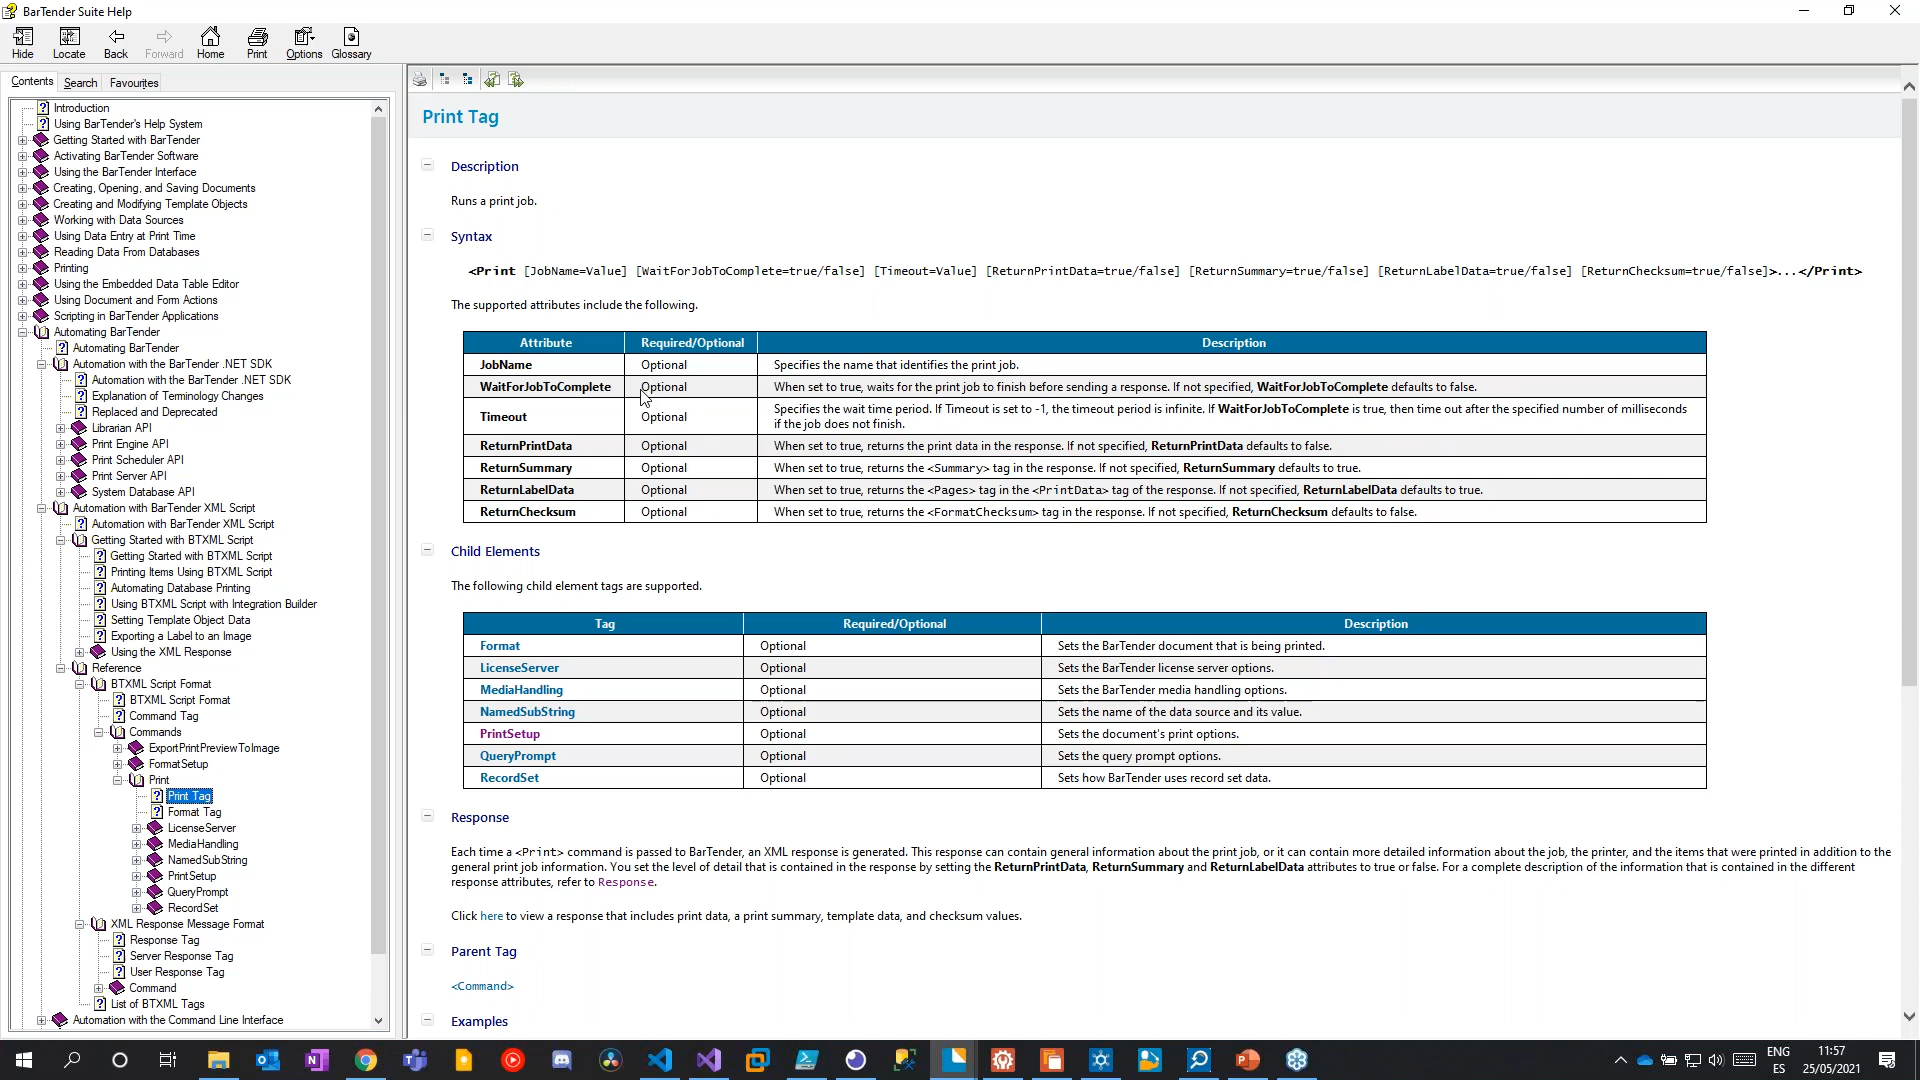 BarTender Suite Help
Hide Locate Back Forward Home Print Options Glossary
Contents Search Favourites
Introduction
Using BarTender's Help System
Getting Started with BarTender
Activating BarTender Software
Using the BarTender Interface
Creating, Opening, and Saving Documents
Creating and Modifying Template Objects
Working with Data Sources
Using Data Entry at Print Time
Reading Data From Databases
Printing
Using the Embedded Data Table Editor
Using Document and Form Actions
Scripting in BarTender Applications
Automating BarTender
Automating BarTender
Automation with the BarTender .NET SDK
Automation with the BarTender .NET SDK
Explanation of Terminology Changes
Replaced and Deprecated
Librarian API
Print Engine API
Print Scheduler API
Print Server API
System Database API
Automation with BarTender XML Script
Automation with BarTender XML Script
Getting Started with BTXML Script
Getting Started with BTXML Script
Printing Items Using BTXML Script
Automating Database Printing
Using BTXML Script with Integration Builder
Setting Template Object Data
Exporting a Label to an Image
Using the XML Response
Reference
BTXML Script Format
BTXML Script Format
Command Tag
Commands
ExportPrintPreviewToImage
FormatSetup
Print
Print Tag
Format Tag
LicenseServer
MediaHandling
NamedSubString
PrintSetup
QueryPrompt
RecordSet
XML Response Message Format
Response Tag
Server Response Tag
User Response Tag
Command
List of BTXML Tags
Automation with the Command Line Interface
Print Tag
Description
Runs a print job.
Syntax
<Print [JobName=Value] [WaitForJobToComplete=true/false] [Timeout=Value] [ReturnPrintData=true/false] [ReturnSummary=true/false] [ReturnLabelData=true/false] [ReturnChecksum=true/false]>...</Print>
The supported attributes include the following.
Attribute Required/Optional Description
JobName Optional Specifies the name that identifies the print job.
WaitForJobToComplete Optional When set to true, waits for the print job to finish before sending a response. If not specified, WaitForJobToComplete defaults to false.
Timeout Optional Specifies the wait time period. If Timeout is set to -1, the timeout period is infinite. If WaitForJobToComplete is true, then time out after the specified number of milliseconds
if the job does not finish.
ReturnPrintData Optional When set to true, returns the print data in the response. If not specified, ReturnPrintData defaults to false.
ReturnSummary Optional When set to true, returns the <Summary> tag in the response. If not specified, ReturnSummary defaults to true.
ReturnLabelData Optional When set to true, returns the <Pages> tag in the <PrintData> tag of the response. If not specified, ReturnLabelData defaults to true.
ReturnChecksum Optional When set to true, returns the <FormatChecksum> tag in the response. If not specified, ReturnChecksum defaults to false.
Child Elements
The following child element tags are supported.
Tag Required/Optional Description
Format Optional Sets the BarTender document that is being printed.
LicenseServer Optional Sets the BarTender license server options.
MediaHandling Optional Sets the BarTender media handling options.
NamedSubString Optional Sets the name of the data source and its value.
PrintSetup Optional Sets the document's print options.
QueryPrompt Optional Sets the query prompt options.
RecordSet Optional Sets how BarTender uses record set data.
Response
Each time a <Print> command is passed to BarTender, an XML response is generated. This response can contain general information about the print job, or it can contain more detailed information about the job, the printer, and the items that were printed in addition to the
general print job information. You set the level of detail that is contained in the response by setting the ReturnPrintData, ReturnSummary and ReturnLabelData attributes to true or false. For a complete description of the information that is contained in the different
response attributes, refer to Response.
Click here to view a response that includes print data, a print summary, template data, and checksum values.
Parent Tag
<Command>
Examples
ENG
ES
11:57
25/05/2021